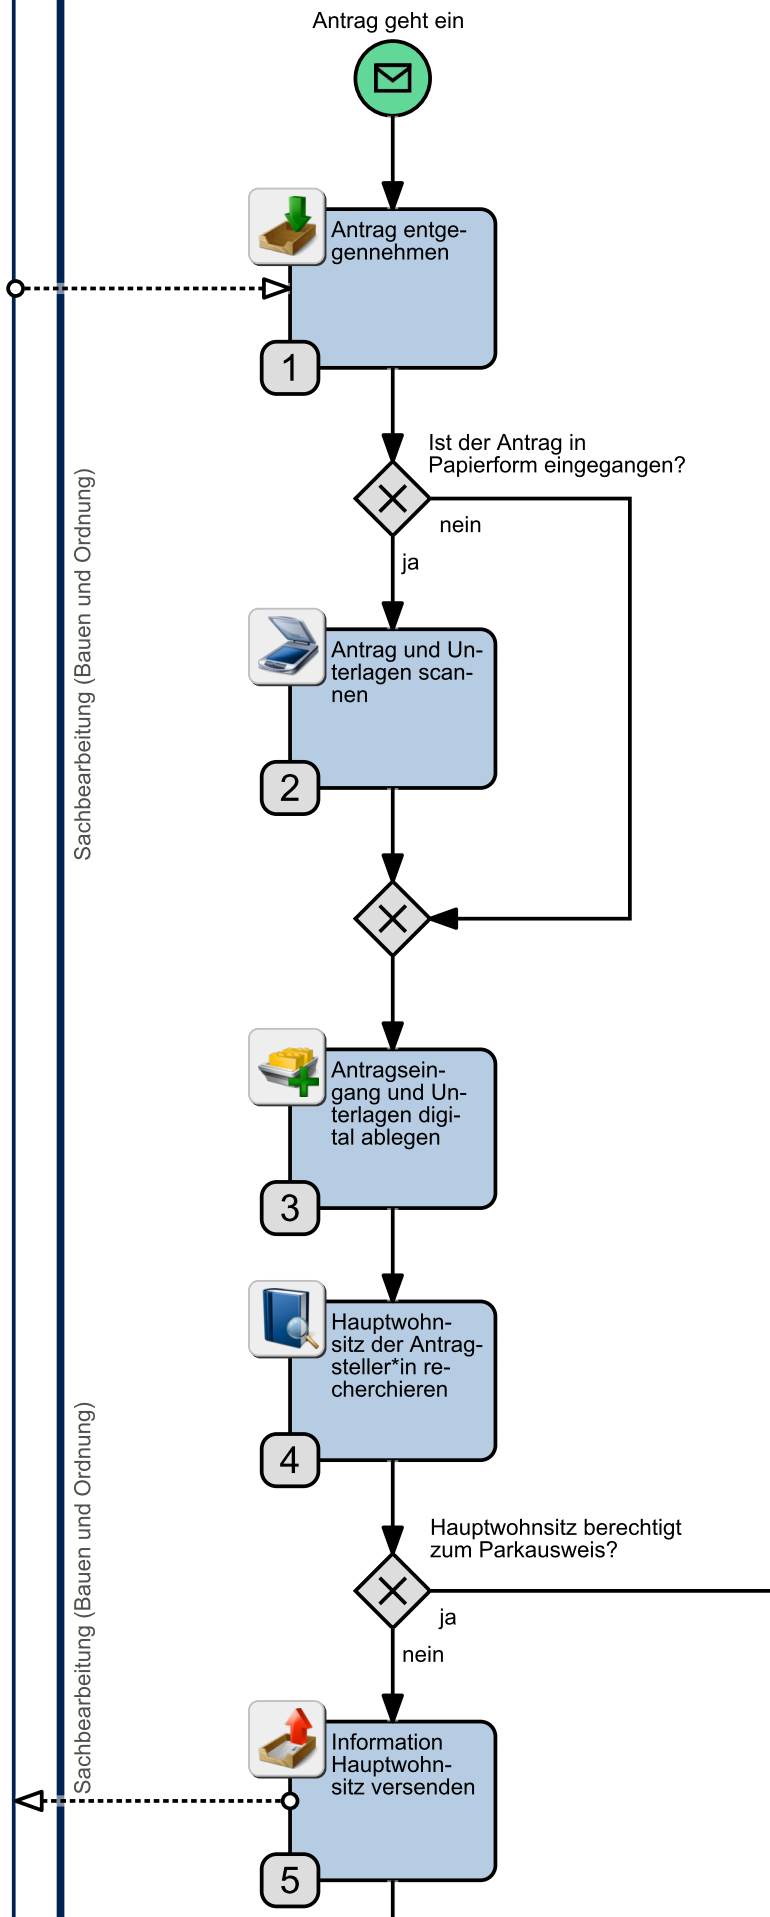 Antrag geht ein
Antrag entge-
gennehmen
1
Ist der Antrag in
Papierform eingegangen?
nein
ja
Sachbearbeitung (Bauen und Ordnung)
Antrag und Un-
terlagen scan-
nen
2
Antragsein-
gang und Un-
terlagen digi-
tal ablegen
3
Hauptwohn-
sitz der Antrag-
steller*in re-
cherchieren
4
Hauptwohnsitz berechtigt
zum Parkausweis?
ja
nein
Sachbearbeitung (Bauen und Ordnung)
Information
Hauptwohn-
sitz versenden
5